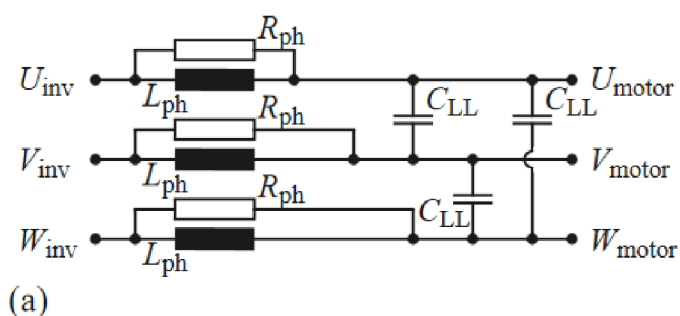 R_ph
U_inv U_motor
L_ph C_LL C_LL
R_ph
V_inv V_motor
L_ph
R_ph
C_LL
W_inv W_motor
L_ph
(a)